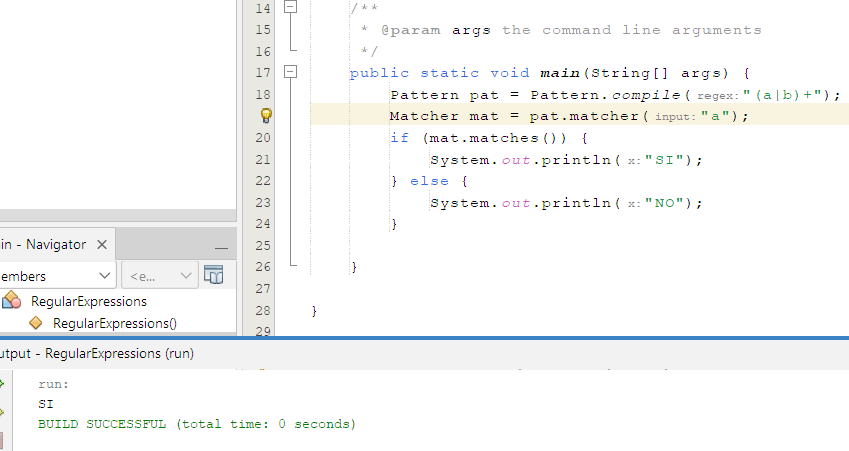 14 /**
15 * @param args the command line arguments
16 */
17 public static void main(String[] args) {
18 Pattern pat = Pattern.compile( regex: "(a|b)+");
Matcher mat = pat.matcher( input: "a");
20 if (mat.matches()) {
21 System.out.println( x: "SI");
22 } else {
23 System.out.println( x: "NO");
24 }
25
26 }
27
28 }
29
in - Navigator
embers <e...
RegularExpressions
RegularExpressions()
utput - RegularExpressions (run)
run:
SI
BUILD SUCCESSFUL (total time: 0 seconds)